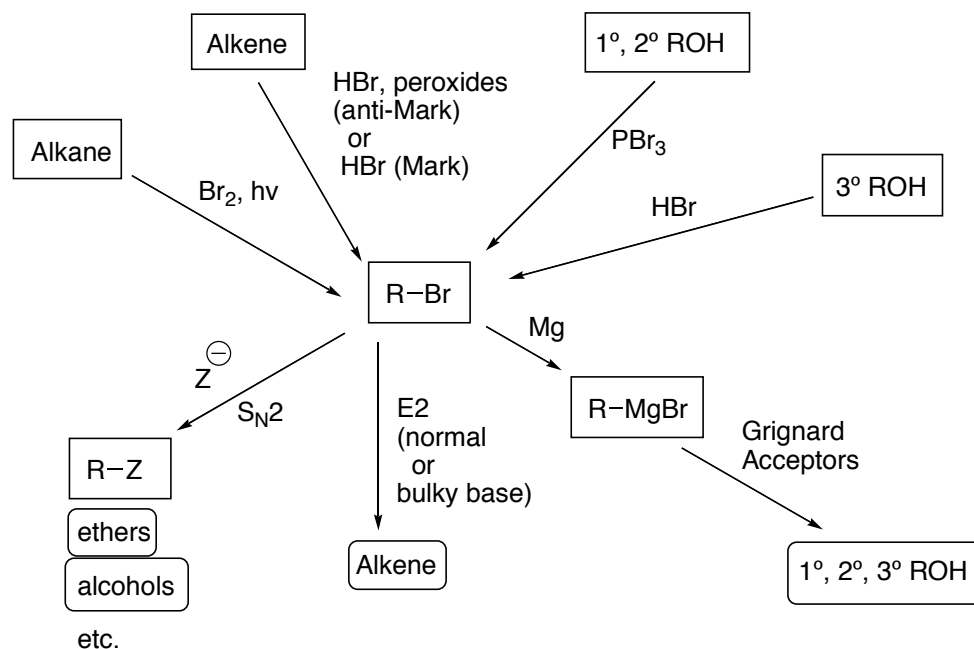 Alkene
1º, 2º ROH
HBr, peroxides
(anti-Mark)
or
HBr (Mark)
Alkane
PBr3
Br2, hv
3º ROH
HBr
R–Br
Mg
Z⊖
SN2
E2
(normal
or
bulky base)
R–MgBr
Grignard
Acceptors
R–Z
ethers
alcohols
etc.
Alkene
1º, 2º, 3º ROH